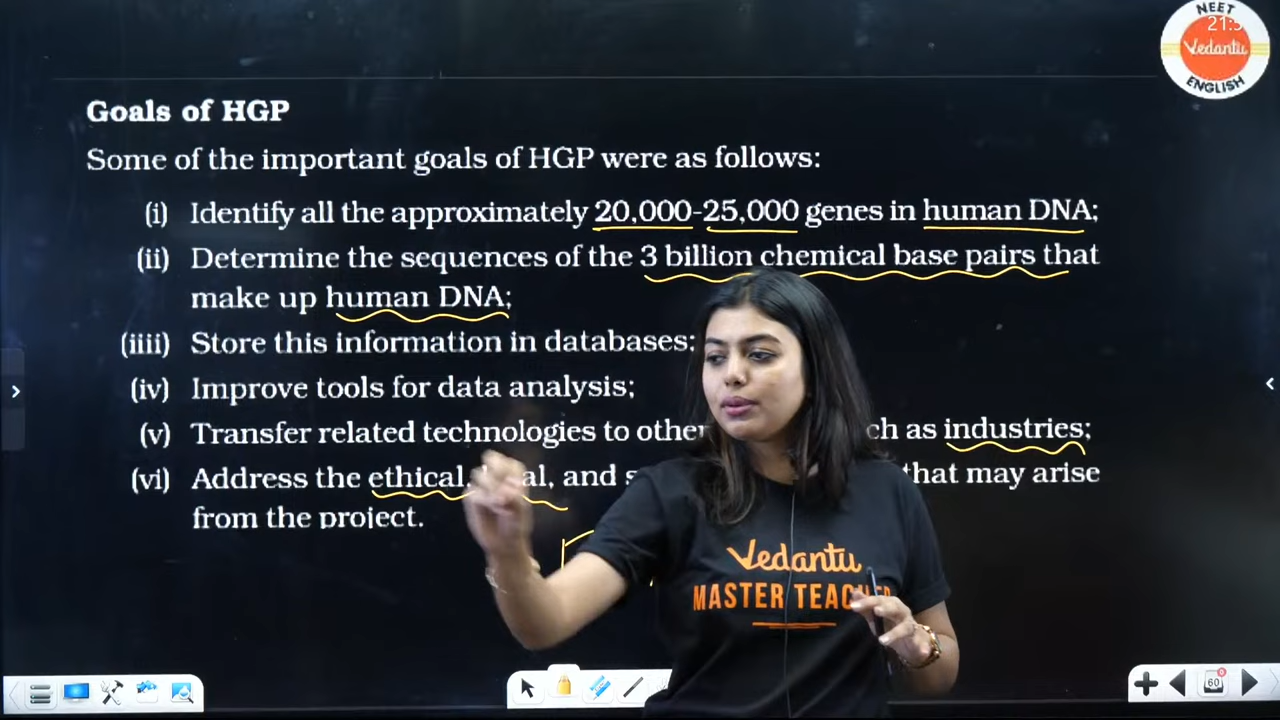 NEET
21:5
Vedantu
ENGLISH
Goals of HGP
Some of the important goals of HGP were as follows:
(i) Identify all the approximately 20,000-25,000 genes in human DNA;
(ii) Determine the sequences of the 3 billion chemical base pairs that
make up human DNA;
(iiii) Store this information in databases;
(iv) Improve tools for data analysis;
(v) Transfer related technologies to other as industries;
(vi) Address the ethical, and that may arise
from the project.
Vedantu
MASTER
60